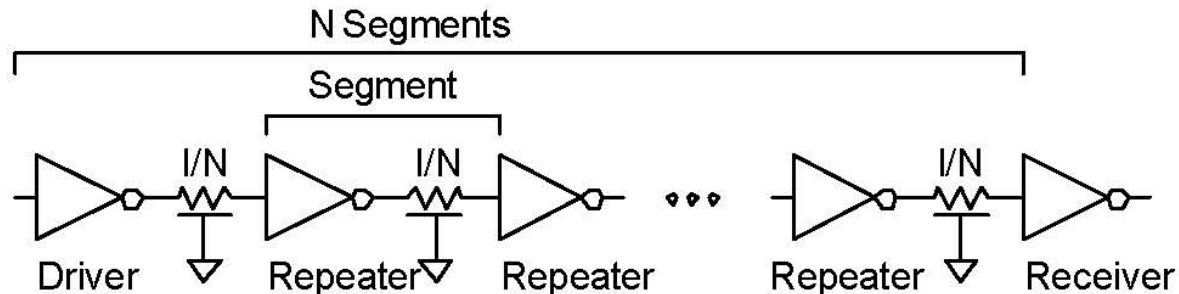 N Segments
Segment
l/N l/N l/N
Driver Repeater Repeater Repeater Receiver